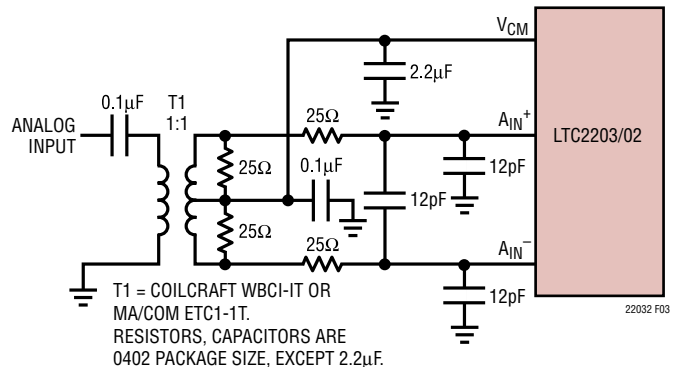 VCM
2.2µF
0.1µF
T1
1:1
ANALOG
INPUT
25Ω
25Ω
0.1µF
25Ω
25Ω
12pF
AIN+
LTC2203/02
12pF
AIN–
12pF
T1 = COILCRAFT WBCI-IT OR
MA/COM ETC1-1T.
RESISTORS, CAPACITORS ARE
0402 PACKAGE SIZE, EXCEPT 2.2µF.
22032 F03